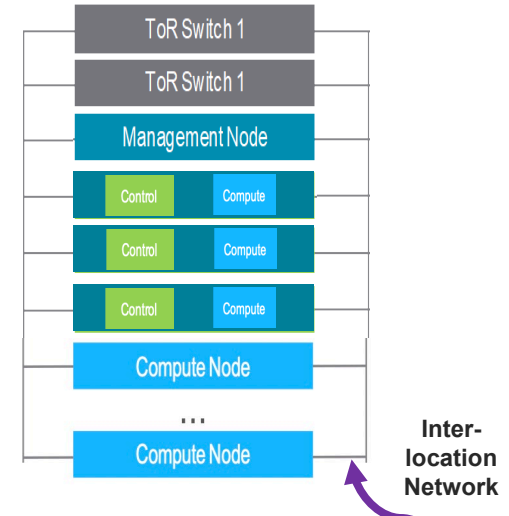 ToR Switch 1
ToR Switch 1
Management Node
Control Compute
Control Compute
Control Compute
Compute Node
...
Compute Node
Inter-
location
Network